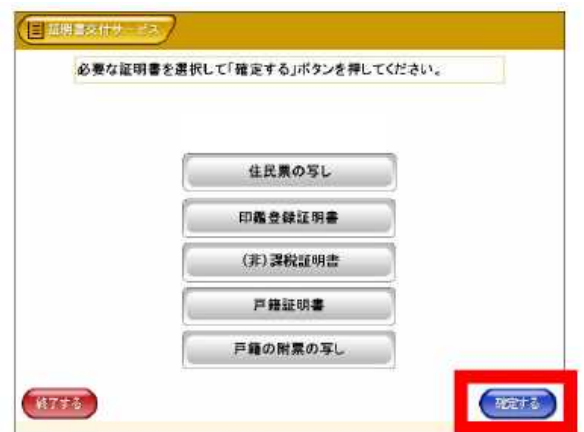 証明書交付サービス
必要な証明書を選択して「確定する」ボタンを押してください。
住民票の写し
印鑑登録証明書
(非)課税証明書
戸籍証明書
戸籍の附票の写し
終了する
確定する